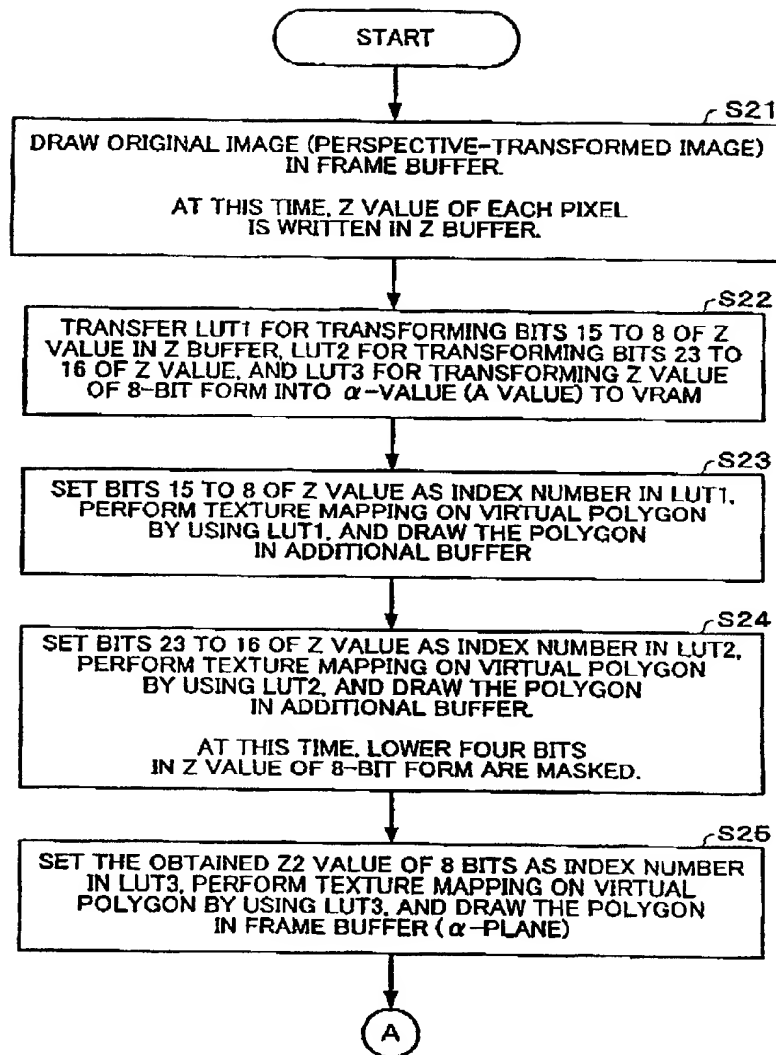 START
S21
DRAW ORIGINAL IMAGE (PERSPECTIVE-TRANSFORMED IMAGE)
IN FRAME BUFFER.
AT THIS TIME, Z VALUE OF EACH PIXEL
IS WRITTEN IN Z BUFFER.
S22
TRANSFER LUT1 FOR TRANSFORMING BITS 15 TO 8 OF Z
VALUE IN Z BUFFER, LUT2 FOR TRANSFORMING BITS 23 TO
16 OF Z VALUE, AND LUT3 FOR TRANSFORMING Z VALUE
OF 8-BIT FORM INTO α-VALUE (A VALUE) TO VRAM
S23
SET BITS 15 TO 8 OF Z VALUE AS INDEX NUMBER IN LUT1,
PERFORM TEXTURE MAPPING ON VIRTUAL POLYGON
BY USING LUT1, AND DRAW THE POLYGON
IN ADDITIONAL BUFFER
S24
SET BITS 23 TO 16 OF Z VALUE AS INDEX NUMBER IN LUT2,
PERFORM TEXTURE MAPPING ON VIRTUAL POLYGON
BY USING LUT2, AND DRAW THE POLYGON
IN ADDITIONAL BUFFER.
AT THIS TIME, LOWER FOUR BITS
IN Z VALUE OF 8-BIT FORM ARE MASKED.
S25
SET THE OBTAINED Z2 VALUE OF 8 BITS AS INDEX NUMBER
IN LUT3, PERFORM TEXTURE MAPPING ON VIRTUAL
POLYGON BY USING LUT3, AND DRAW THE POLYGON
IN FRAME BUFFER (α-PLANE)
A